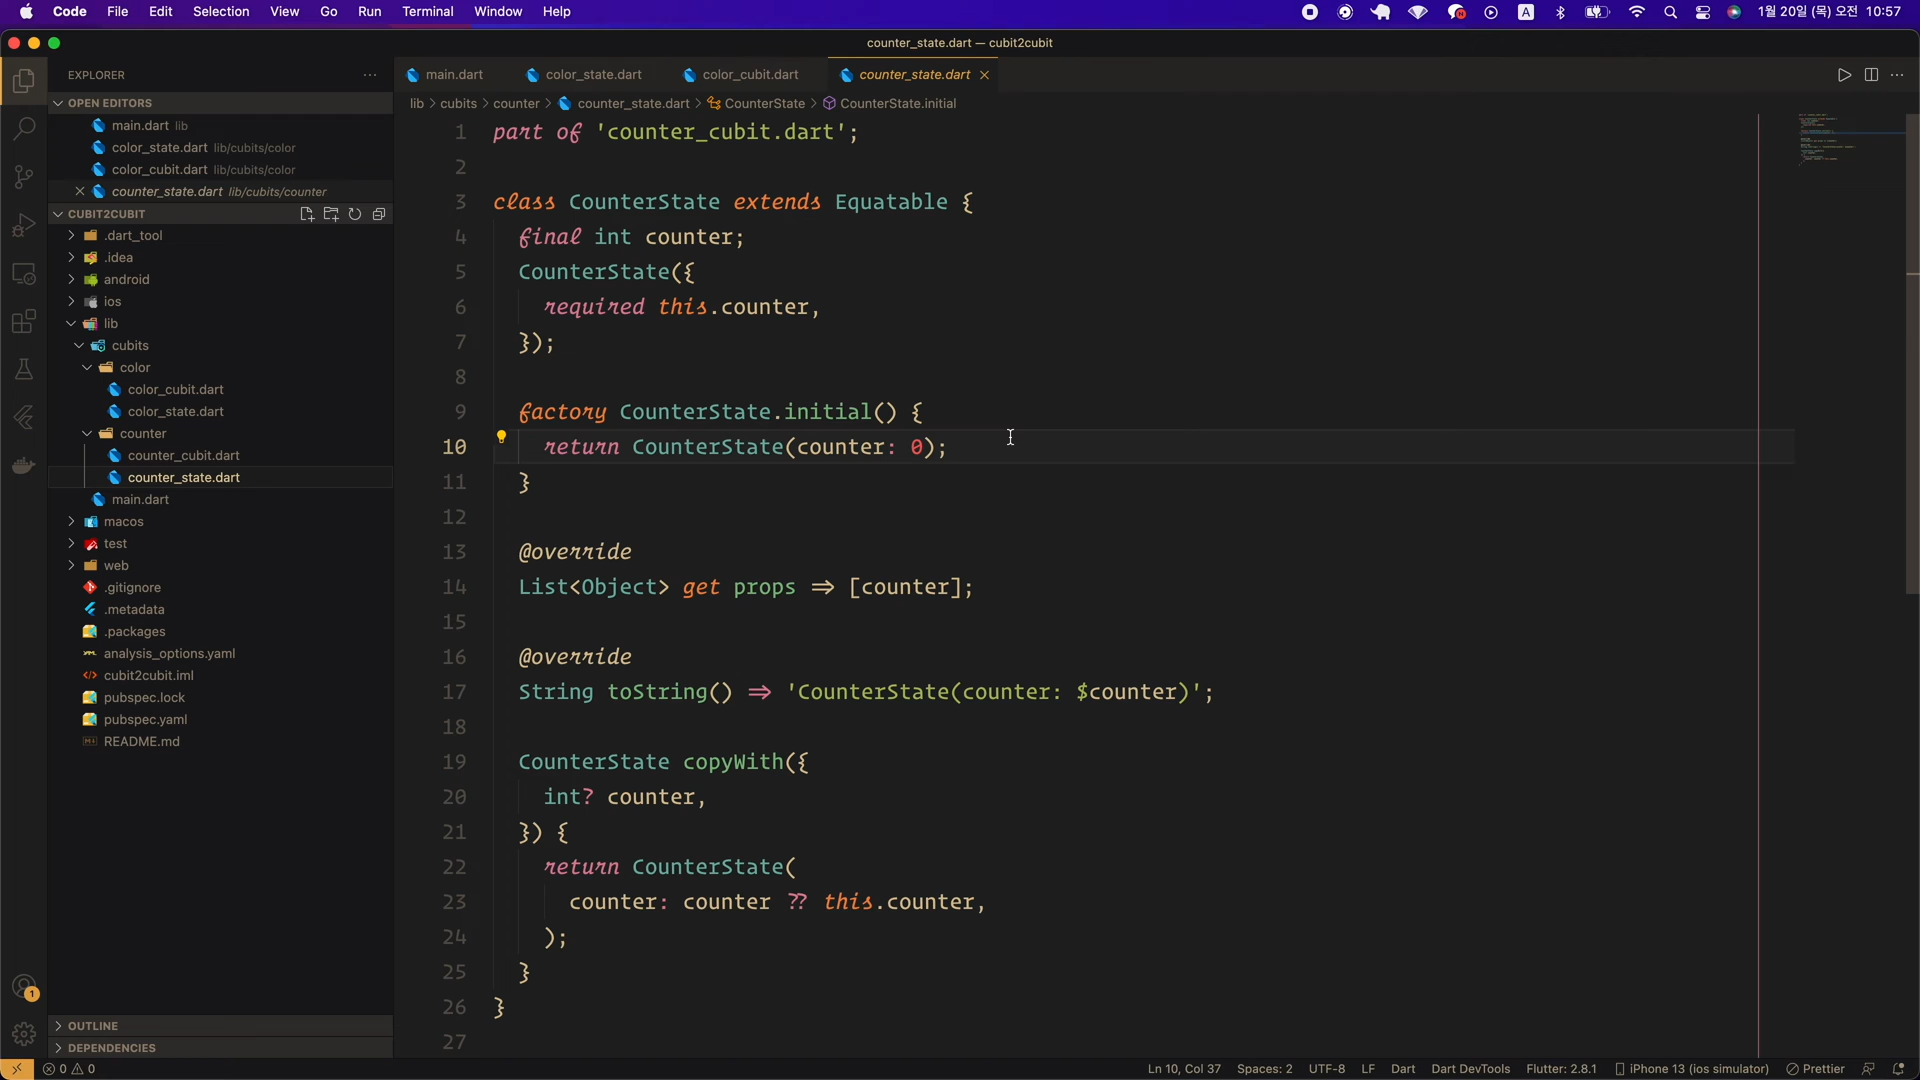 Code File Edit Selection View Go Run Terminal Window Help
A 1월 20일 (목) 오전 10:57
counter_state.dart — cubit2cubit
EXPLORER
main.dart color_state.dart color_cubit.dart counter_state.dart
OPEN EDITORS
main.dart lib
color_state.dart lib/cubits/color
color_cubit.dart lib/cubits/color
counter_state.dart lib/cubits/counter
CUBIT2CUBIT
.dart_tool
.idea
android
ios
lib
cubits
color
color_cubit.dart
color_state.dart
counter
counter_cubit.dart
counter_state.dart
main.dart
macos
test
web
.gitignore
.metadata
.packages
analysis_options.yaml
cubit2cubit.iml
pubspec.lock
pubspec.yaml
README.md
OUTLINE
DEPENDENCIES
1
lib > cubits > counter > counter_state.dart > CounterState > CounterState.initial
1 part of 'counter_cubit.dart';
2
3 class CounterState extends Equatable {
4 final int counter;
5 CounterState({
6 required this.counter,
7 });
8
9 factory CounterState.initial() {
10 return CounterState(counter: 0);
11 }
12
13 @override
14 List<Object> get props => [counter];
15
16 @override
17 String toString() => 'CounterState(counter: $counter)';
18
19 CounterState copyWith({
20 int? counter,
21 }) {
22 return CounterState(
23 counter: counter ?? this.counter,
24 );
25 }
26 }
27
0 0 Ln 10, Col 37 Spaces: 2 UTF-8 LF Dart Dart DevTools Flutter: 2.8.1 iPhone 13 (ios simulator) Prettier